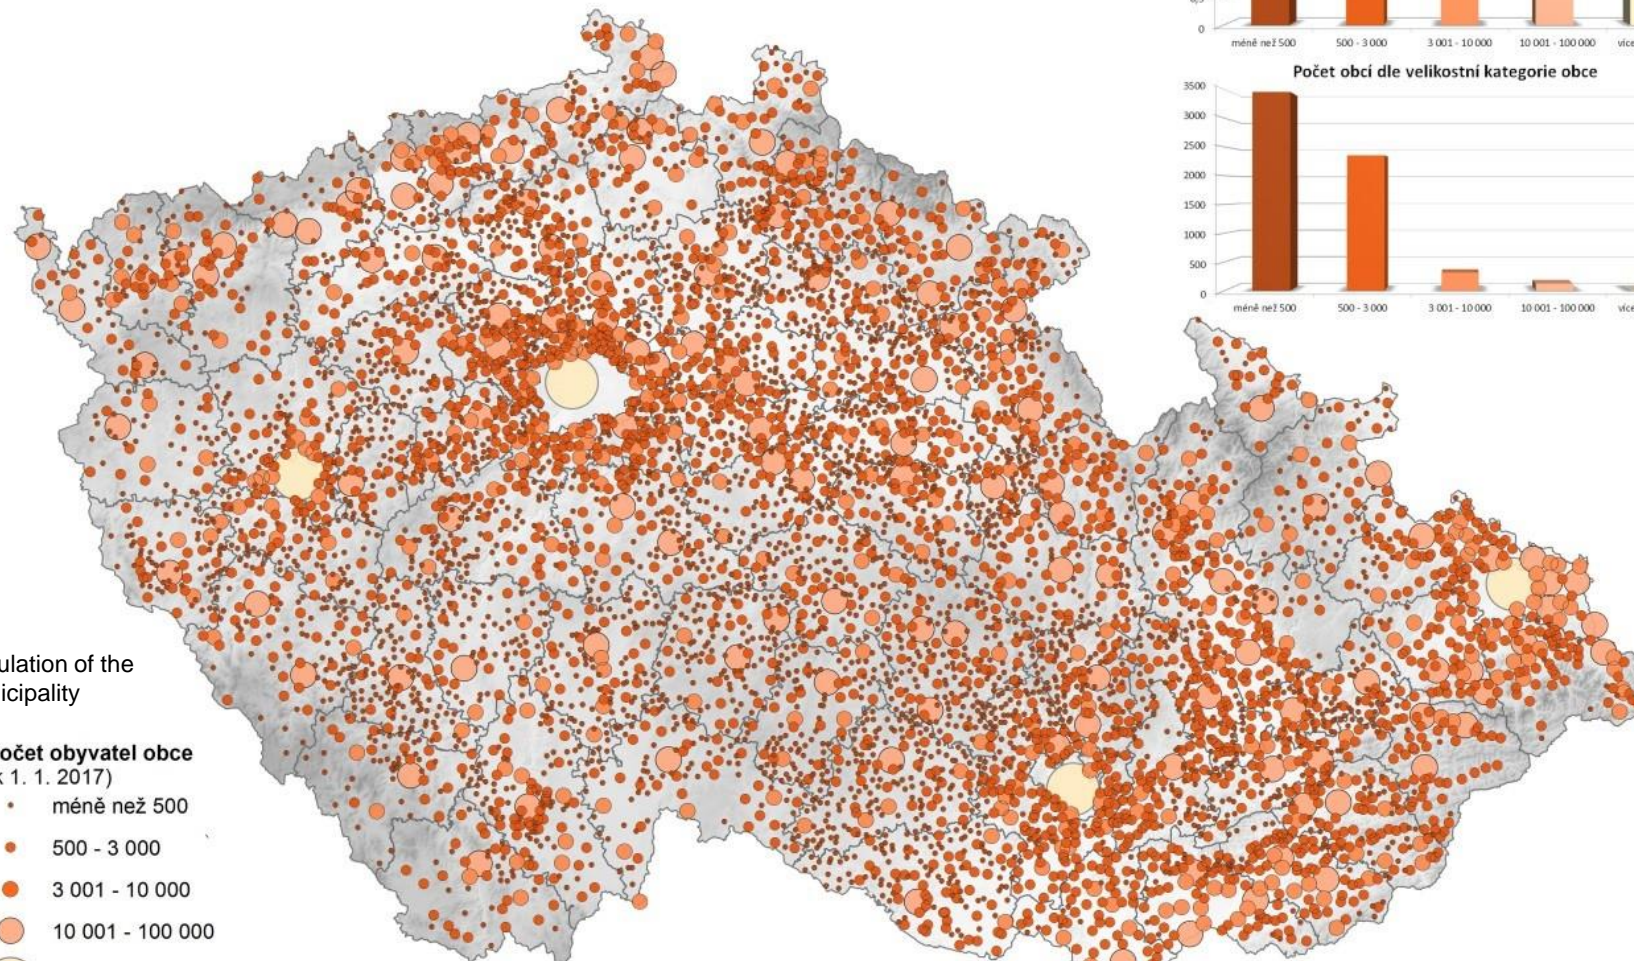 0
méně než 500
500 - 3 000
3 001 - 10 000
10 001 - 100 000
Počet obcí dle velikostní kategorie obce
3500
3000
2500
2000
1500
1000
500
0
méně než 500
500 - 3 000
3 001 - 10 000
10 001 - 100 000
of the
1. 1. 2017)
obyvatel obce
méně než 500
500 - 3 000
3 001 - 10 000
10 001 - 100 000